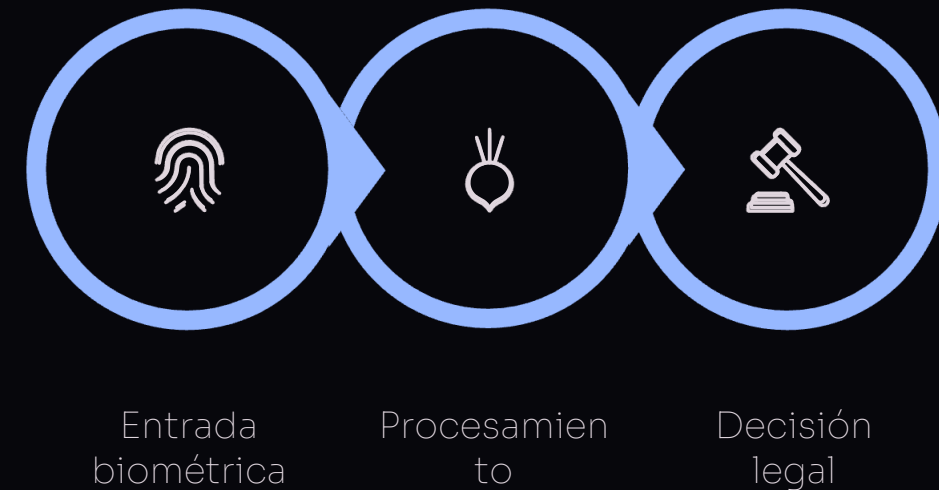 Entrada
biométrica
Procesamien
to
Decisión
legal